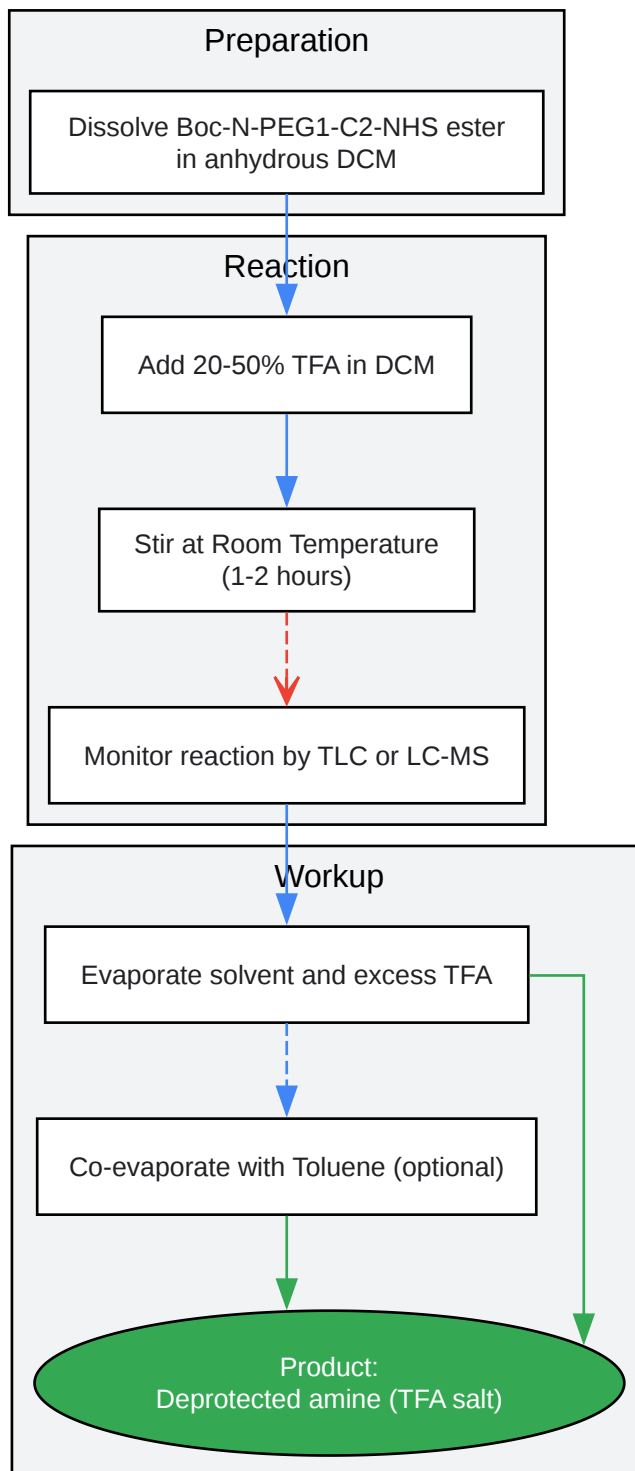 Preparation
Dissolve Boc-N-PEG1-C2-NHS ester
in anhydrous DCM
Reaction
Add 20-50% TFA in DCM
Stir at Room Temperature
(1-2 hours)
Monitor reaction by TLC or LC-MS
Workup
Evaporate solvent and excess TFA
Co-evaporate with Toluene (optional)
Product:
Deprotected amine (TFA salt)